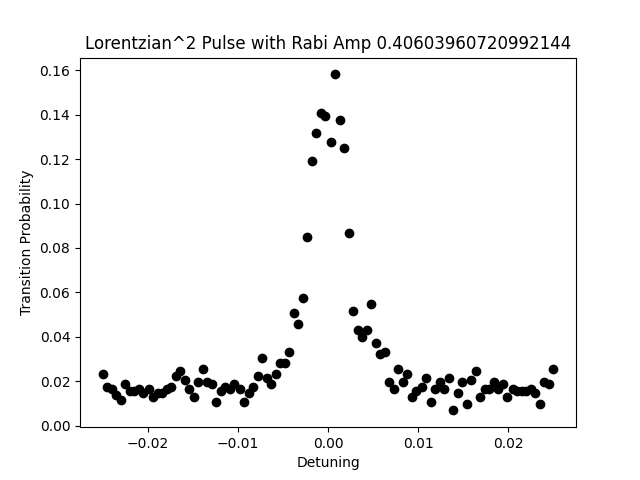 Lorentzian^2 Pulse with Rabi Amp 0.40603960720992144
0.16
0.14
0.12
0.10
0.08
0.06
0.04
0.02
0.00
Transition Probability
−0.02 −0.01 0.00 0.01 0.02
Detuning